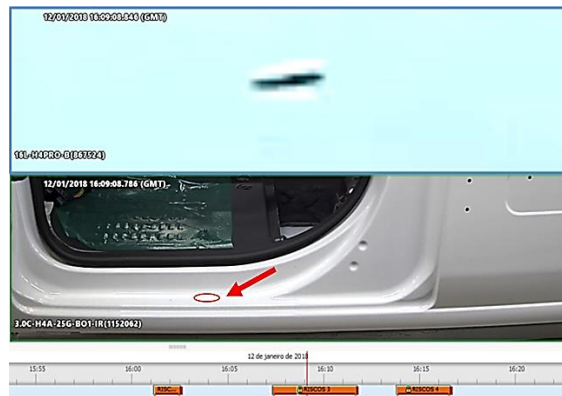 12/01/2018 16:09:08.846 (GMT)
16L-H4PRO-B(867524)
12/01/2018 16:09:08.786 (GMT)
3.0C-H4A-25G-BO1-IR(1152062)
12 de janeiro de 2018
15:55 16:00 16:05 16:10 16:15 16:20
RISC... RISCOS 3 RISCOS 4